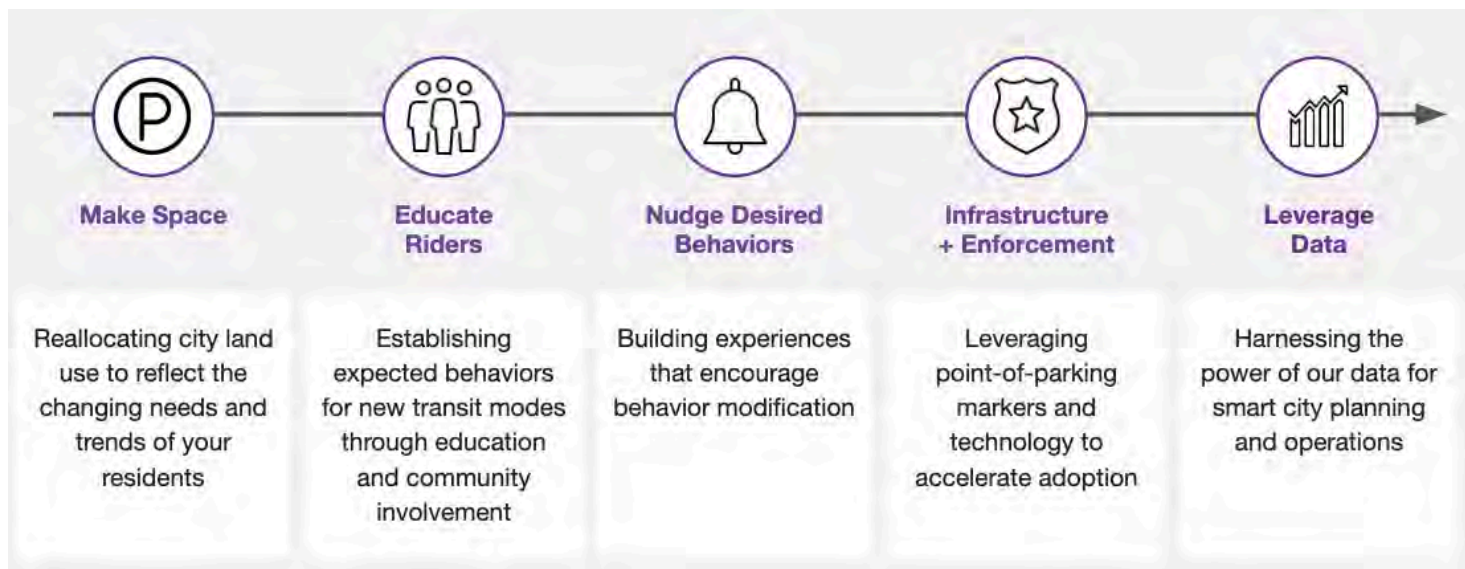 P
Make Space
Educate
Riders
Nudge Desired
Behaviors
Infrastructure
+ Enforcement
Leverage
Data
Reallocating city land
use to reflect the
changing needs and
trends of your
residents
Establishing
expected behaviors
for new transit modes
through education
and community
involvement
Building experiences
that encourage
behavior modification
Leveraging
point-of-parking
markers and
technology to
accelerate adoption
Harnessing the
power of our data for
smart city planning
and operations